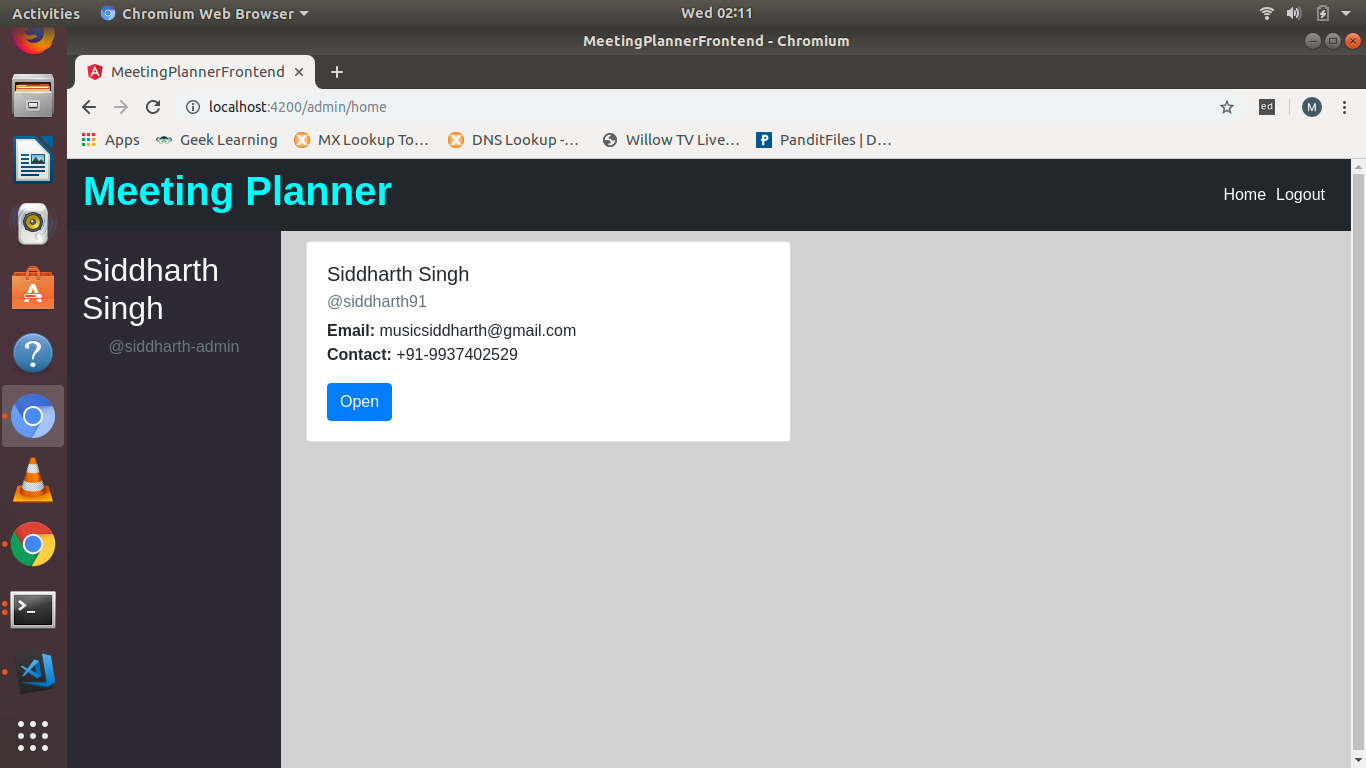 Activities
Chromium Web Browser
Wed 02:11
MeetingPlannerFrontend - Chromium
MeetingPlannerFrontend
localhost:4200/admin/home
ed
M
Apps
Geek Learning
MX Lookup To…
DNS Lookup -…
Willow TV Live…
PanditFiles | D…
Meeting Planner
Home
Logout
Siddharth
Singh
@siddharth-admin
Siddharth Singh
@siddharth91
Email: musicsiddharth@gmail.com
Contact: +91-9937402529
Open